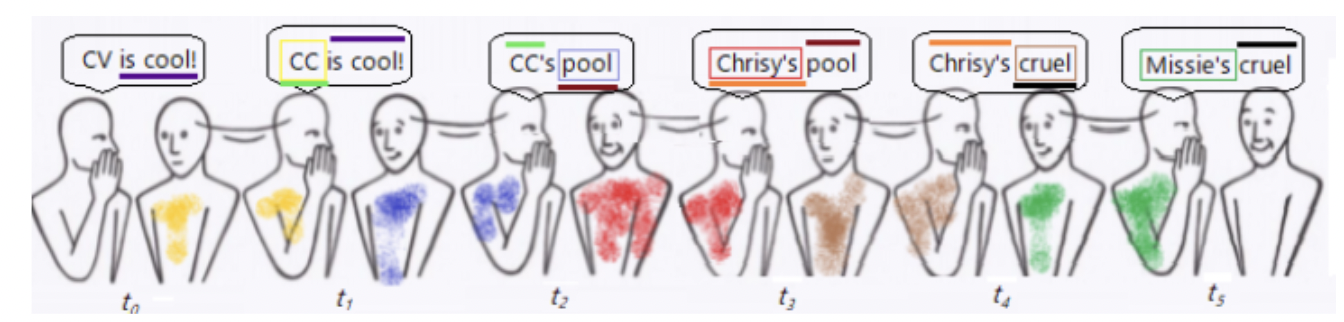 CV is cool!
CC is cool!
CC's pool
Chrisy's pool
Chrisy's cruel
Missie's cruel
t0
t1
t2
t3
t4
t5